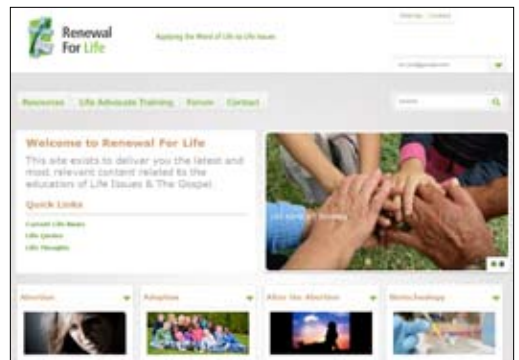 Renewal
For Life
Applying the Word of Life to Life Issues
Resources Life Advocate Training Forum Contact
search
Welcome to Renewal For Life
This site exists to deliver you the latest and
most relevant content related to the
education of Life Issues & The Gospel.
Quick Links
Current Life News
Life Quotes
Life Thoughts
Abortion Adoption After the Abortion Biotechnology